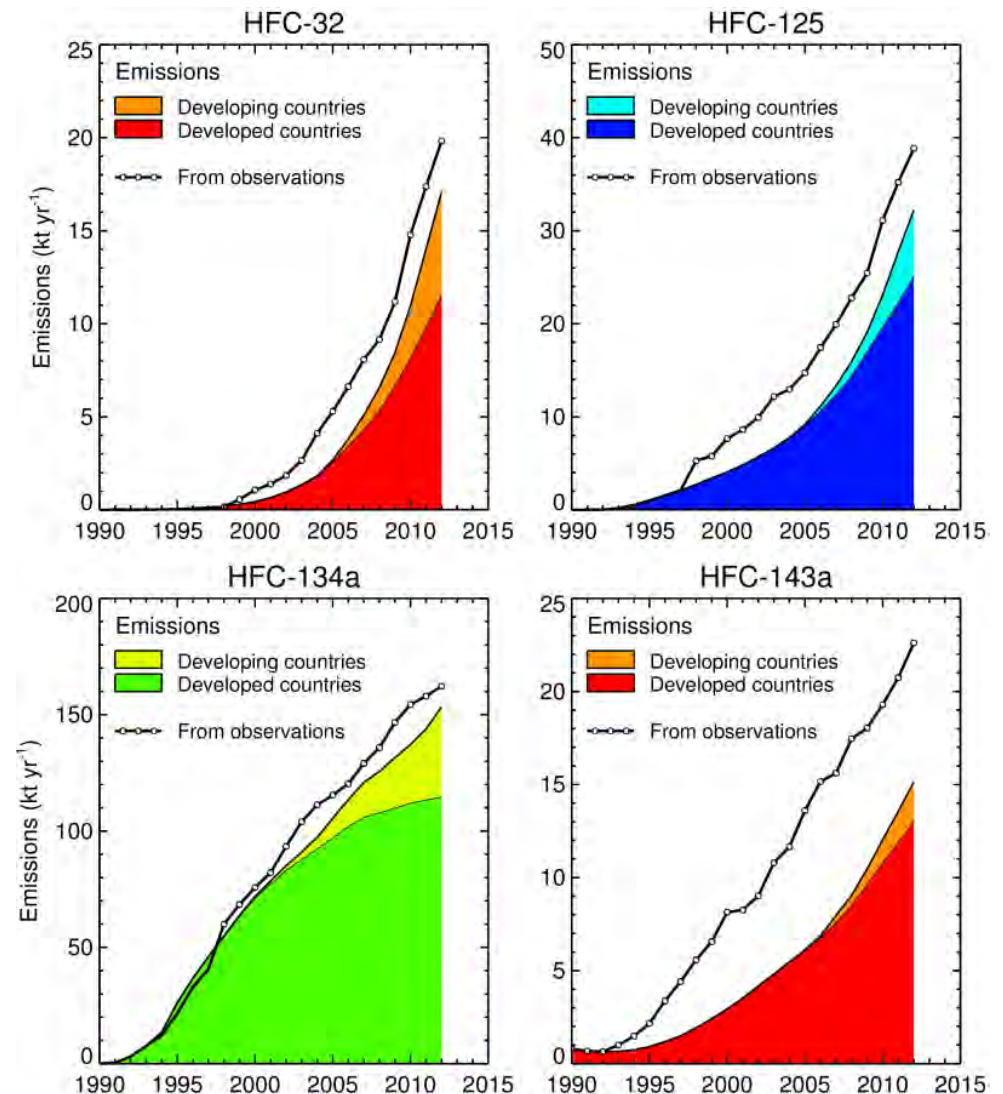 HFC-32
25
20
15
10
5
0
Emissions (kt yr-1)
Emissions
Developing countries
Developed countries
From observations
1990 1995 2000 2005 2010 2015
HFC-125
50
40
30
20
10
0
Emissions
Developing countries
Developed countries
From observations
1990 1995 2000 2005 2010 2015
HFC-134a
200
150
100
50
0
Emissions (kt yr-1)
Emissions
Developing countries
Developed countries
From observations
1990 1995 2000 2005 2010 2015
HFC-143a
25
20
15
10
5
0
Emissions
Developing countries
Developed countries
From observations
1990 1995 2000 2005 2010 2015